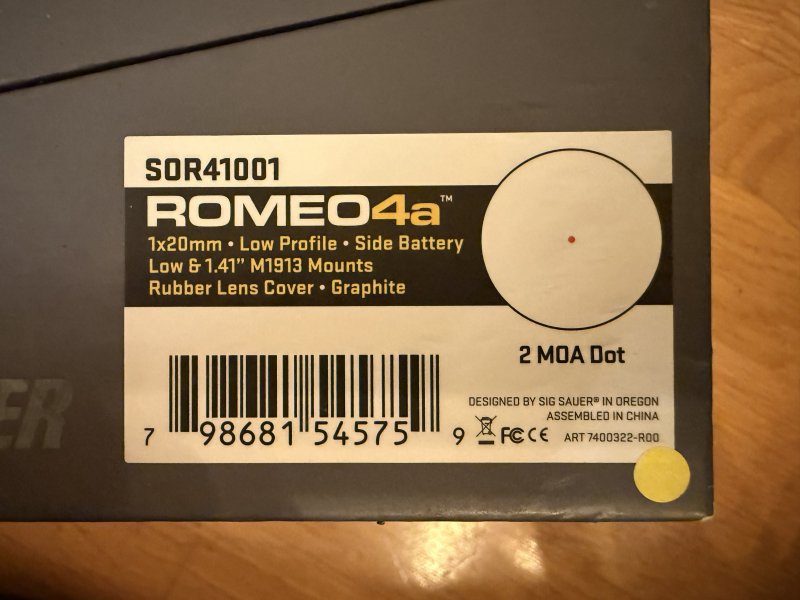 SOR41001
ROMEO4a™
1x20mm • Low Profile • Side Battery
Low & 1.41” M1913 Mounts
Rubber Lens Cover • Graphite
2 MOA Dot
DESIGNED BY SIG SAUER® IN OREGON
ASSEMBLED IN CHINA
7 98681 54575 9
FC CE ART 7400322-R00
ER